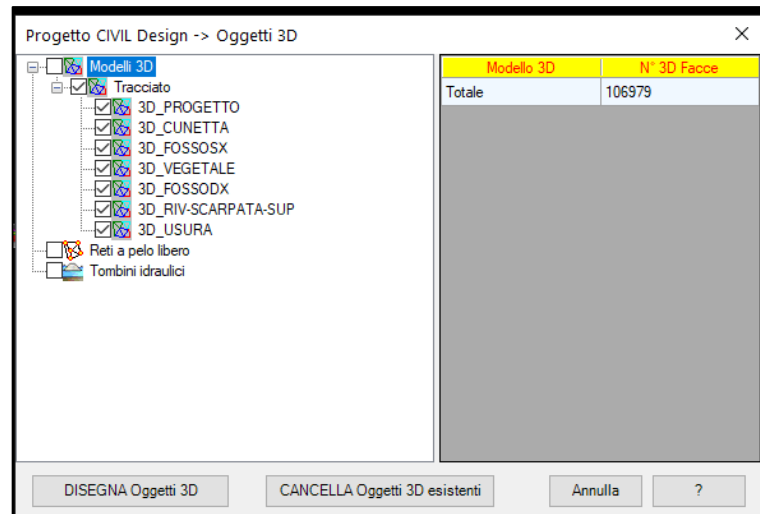 Progetto CIVIL Design -> Oggetti 3D
Modelli 3D
Tracciato
3D_PROGETTO
3D_CUNETTA
3D_FOSSOSX
3D_VEGETALE
3D_FOSSODX
3D_RIV-SCARPATA-SUP
3D_USURA
Reti a pelo libero
Tombini idraulici
Modello 3D N° 3D Facce
Totale 106979
DISEGNA Oggetti 3D CANCELLA Oggetti 3D esistenti Annulla ?